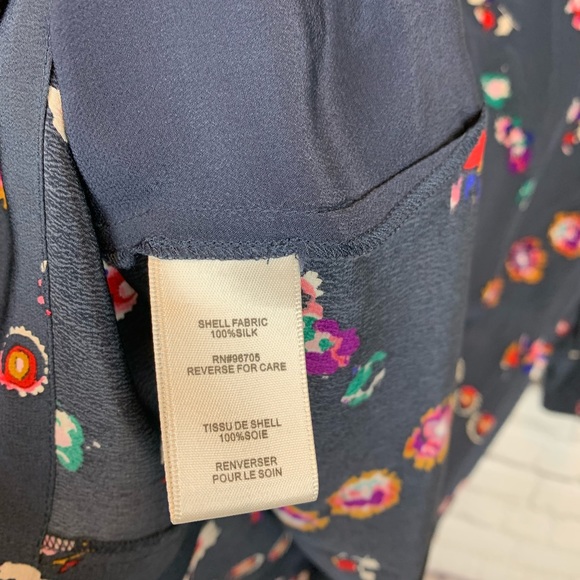 SHELL FABRIC
100%SILK
RN#96705
REVERSE FOR CARE
TISSU DE SHELL
100%SOIE
RENVERSER
POUR LE SOIN